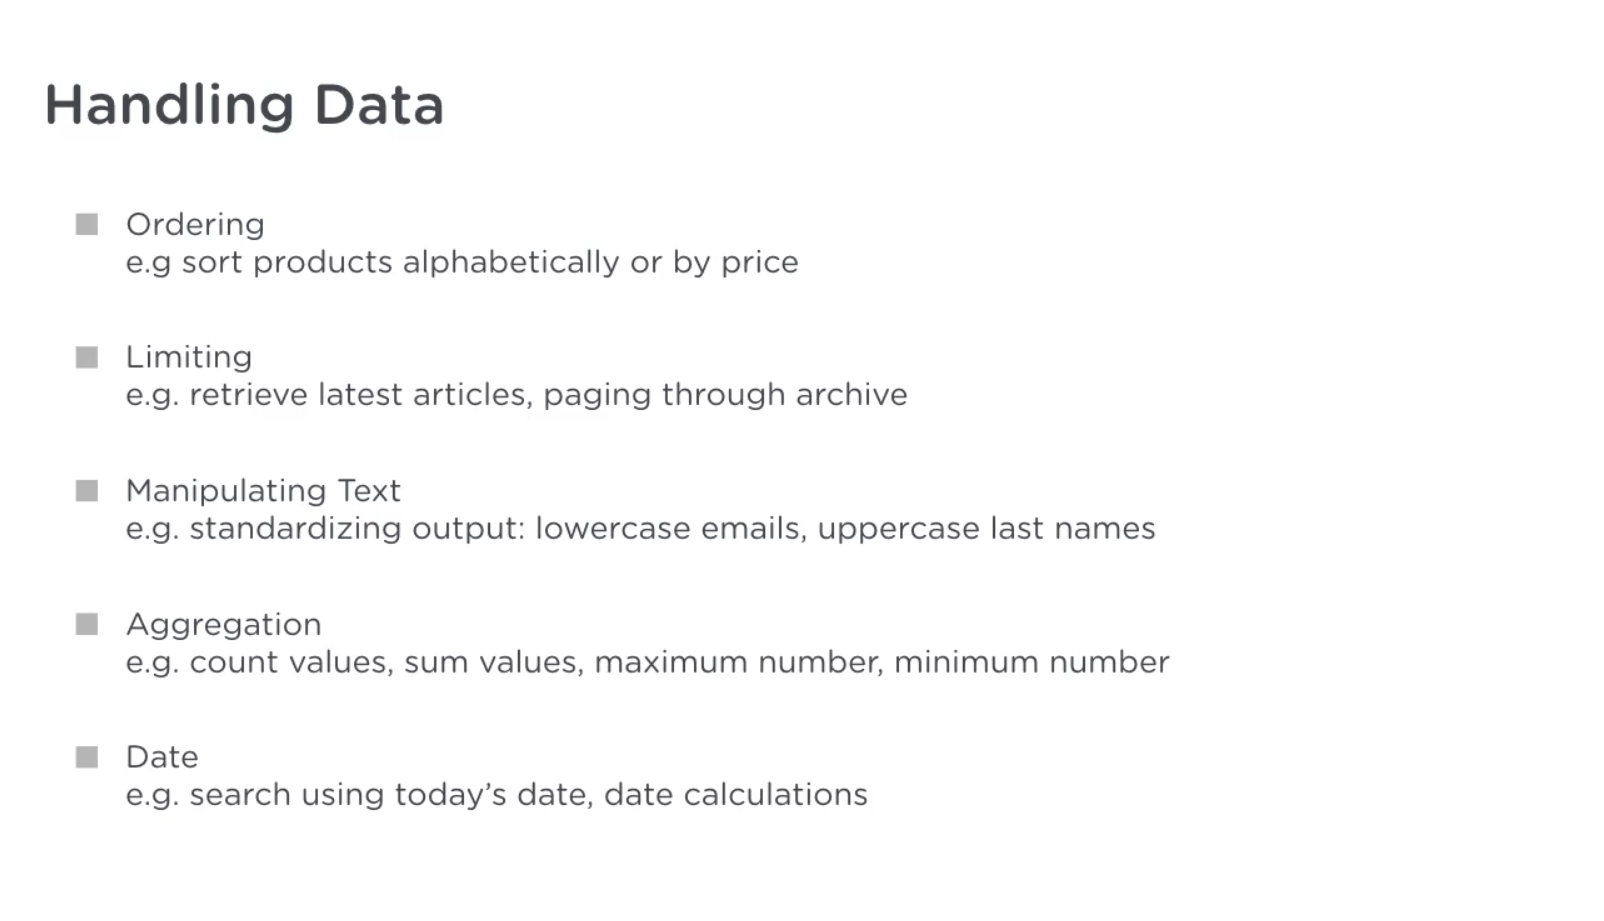 Handling Data
Ordering
e.g sort products alphabetically or by price
Limiting
e.g. retrieve latest articles, paging through archive
Manipulating Text
e.g. standardizing output: lowercase emails, uppercase last names
Aggregation
e.g. count values, sum values, maximum number, minimum number
Date
e.g. search using today’s date, date calculations